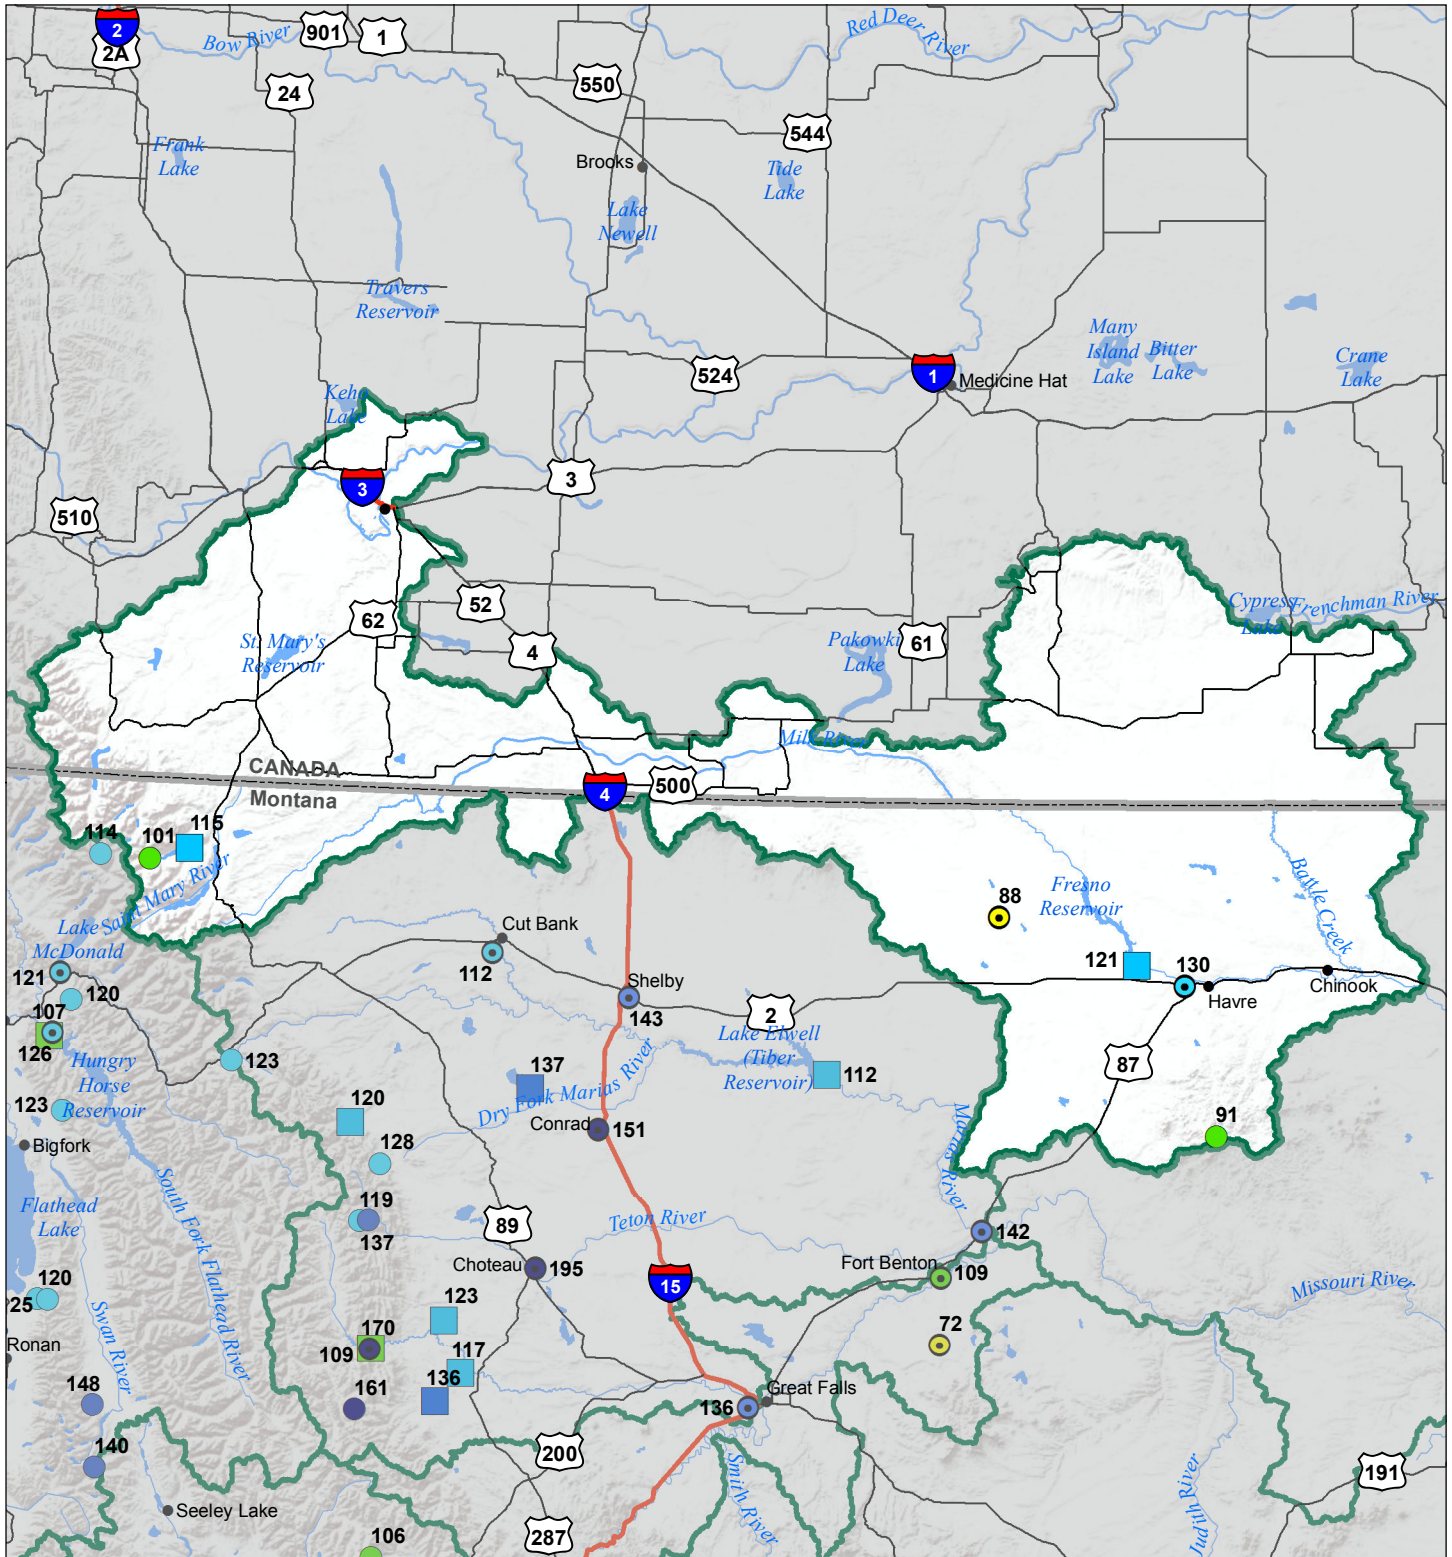 2
2A
Bow River
901
1
Red Deer
River
24
550
544
Frank
Lake
Brooks
Tide
Lake
Lake
Newell
Travers
Reservoir
Many
Island
Lake
Bitter
Lake
Crane
Lake
524
1
Medicine Hat
Keho
Lake
3
3
510
52
62
4
61
St. Mary's
Reservoir
Pakowki
Lake
Cypress
Lake
Frenchman River
Milk River
CANADA
Montana
4
500
114
101
115
Saint Mary River
Lake
McDonald
88
Fresno
Reservoir
Battle Creek
Cut Bank
112
121
130
Havre
Chinook
121
120
107
126
Shelby
143
2
Lake Elwell
(Tiber
Reservoir)
112
Hungry
Horse
Reservoir
123
123
137
Dry Fork Marias River
87
120
Conrad
151
91
Bigfork
128
Marias River
South Fork Flathead River
Flathead
Lake
119
137
89
Teton River
142
Choteau
195
Fort Benton
109
15
Missouri River
120
25
Swan River
123
Ronan
170
109
117
72
148
161
136
Great Falls
136
140
200
191
Seeley Lake
Smith River
Judith River
287
106